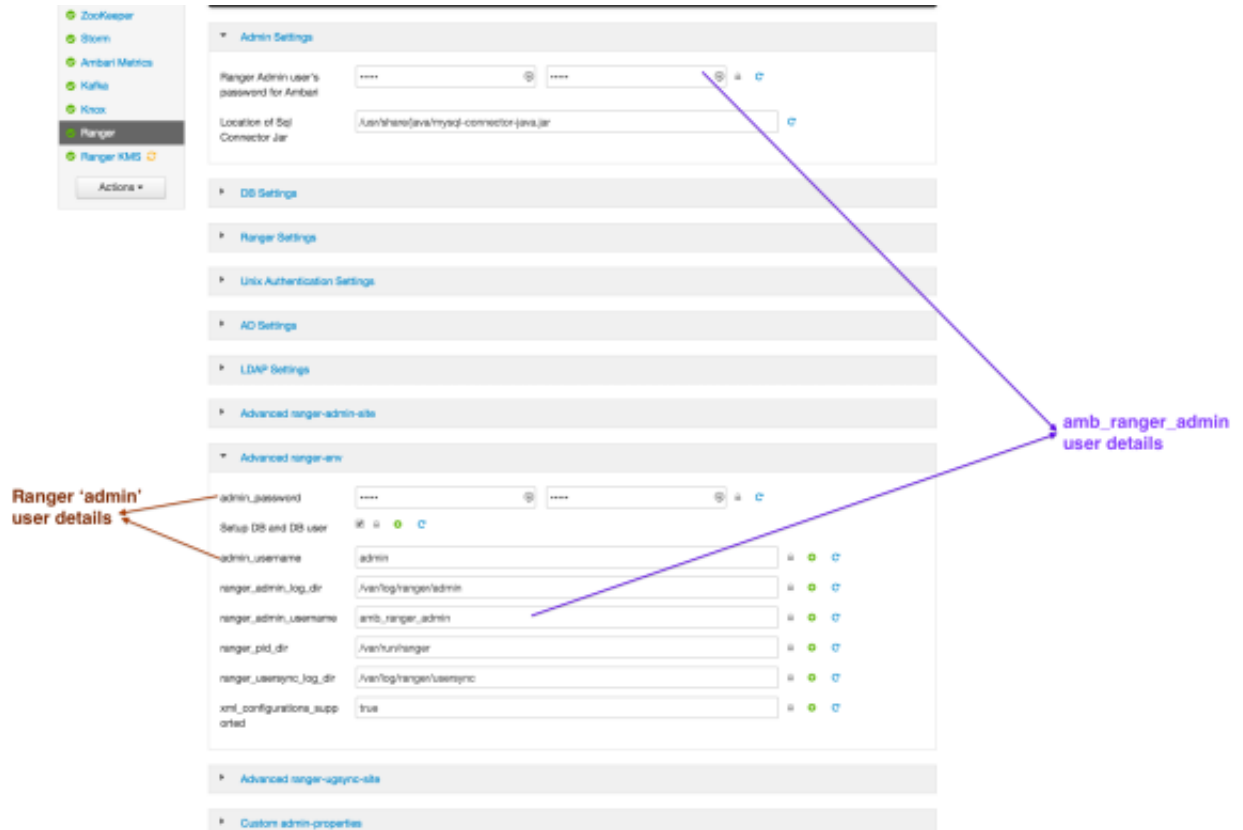 ZooKeeper
Storm
Ambari Metrics
Kafka
Knox
Ranger
Ranger KMS
Actions
Admin Settings
Ranger Admin user's
password for Ambari
•••••
•••••
Location of Sql
Connector Jar
/usr/share/java/mysql-connector-java.jar
DB Settings
Ranger Settings
Unix Authentication Settings
AD Settings
LDAP Settings
Advanced ranger-admin-site
Advanced ranger-env
admin_password
•••••
•••••
Setup DB and DB user
admin_username
admin
ranger_admin_log_dir
/var/log/ranger/admin
ranger_admin_username
amb_ranger_admin
ranger_pid_dir
/var/run/ranger
ranger_usersync_log_dir
/var/log/ranger/usersync
xml_configurations_supp
orted
true
Advanced ranger-ugsync-site
Custom admin-properties
Ranger ‘admin’
user details
amb_ranger_admin
user details